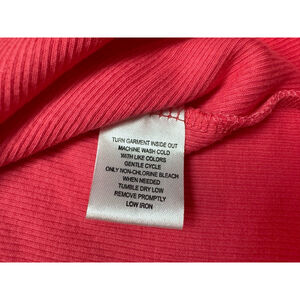 TURN GARMENT INSIDE OUT
MACHINE WASH COLD
WITH LIKE COLORS
GENTLE CYCLE
ONLY NON-CHLORINE BLEACH
WHEN NEEDED
TUMBLE DRY LOW
REMOVE PROMPTLY
LOW IRON